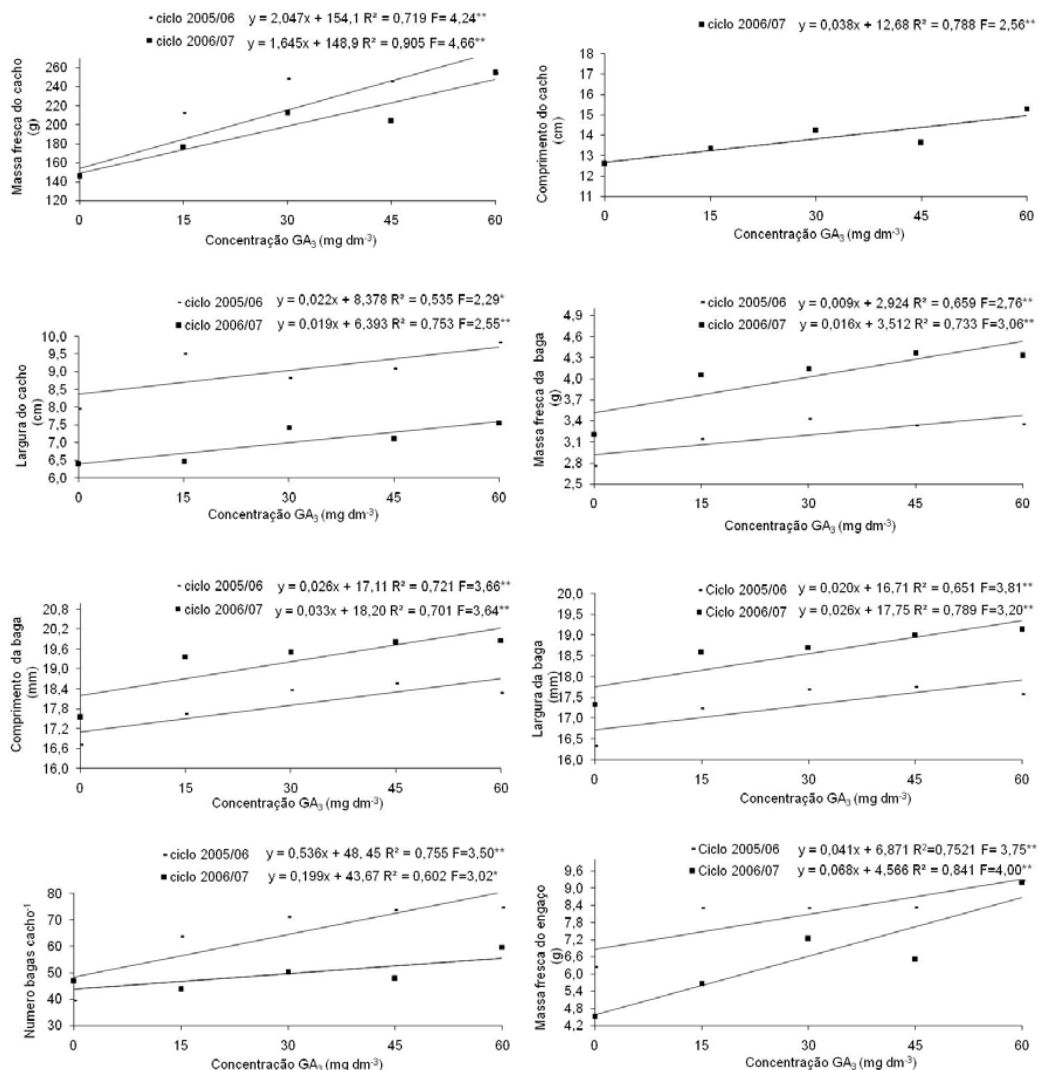 - ciclo 2005/06 y = 2,047x + 154,1 R² = 0,719 F= 4,24**
▪ ciclo 2006/07 y = 1,645x + 148,9 R² = 0,905 F= 4,66**
Massa fresca do cacho
(g)
260
240
220
200
180
160
140
120
0 15 30 45 60
Concentração GA₃ (mg dm⁻³)
▪ ciclo 2006/07 y = 0,038x + 12,68 R² = 0,788 F= 2,56**
Comprimento do cacho
(cm)
18
17
16
15
14
13
12
11
0 15 30 45 60
Concentração GA₃ (mg dm⁻³)
- ciclo 2005/06 y = 0,022x + 8,378 R² = 0,535 F=2,29*
▪ ciclo 2006/07 y = 0,019x + 6,393 R² = 0,753 F=2,55**
Largura do cacho
(cm)
10,0
9,5
9,0
8,5
8,0
7,5
7,0
6,5
6,0
0 15 30 45 60
Concentração GA₃ (mg dm⁻³)
- ciclo 2005/06 y = 0,009x + 2,924 R² = 0,659 F=2,76**
▪ ciclo 2006/07 y = 0,016x + 3,512 R² = 0,733 F=3,06**
Massa fresca da baga
(g)
4,9
4,6
4,3
4,0
3,7
3,4
3,1
2,8
2,5
0 15 30 45 60
Concentração GA₃ (mg dm⁻³)
- ciclo 2005/06 y = 0,026x + 17,11 R² = 0,721 F=3,66**
▪ ciclo 2006/07 y = 0,033x + 18,20 R² = 0,701 F=3,64**
Comprimento da baga
(mm)
20,8
20,2
19,6
19,0
18,4
17,8
17,2
16,6
16,0
0 15 30 45 60
Concentração GA₃ (mg dm⁻³)
- Ciclo 2005/06 y = 0,020x + 16,71 R² = 0,651 F=3,81**
▪ Ciclo 2006/07 y = 0,026x + 17,75 R² = 0,789 F=3,20**
Largura da baga
(mm)
20,0
19,5
19,0
18,5
18,0
17,5
17,0
16,5
16,0
0 15 30 45 60
Concentração GA₃ (mg dm⁻³)
- ciclo 2005/06 y = 0,536x + 48, 45 R² = 0,755 F=3,50**
▪ ciclo 2006/07 y = 0,199x + 43,67 R² = 0,602 F=3,02*
Numero bagas cacho⁻¹
80
70
60
50
40
30
0 15 30 45 60
Concentração GA₃ (mg dm⁻³)
- Ciclo 2005/06 y = 0,041x + 6,871 R²=0,7521 F= 3,75**
▪ Ciclo 2006/07 y = 0,068x + 4,566 R² = 0,841 F=4,00**
Massa fresca do engaço
(g)
9,6
9,0
8,4
7,8
7,2
6,6
6,0
5,4
4,8
4,2
0 15 30 45 60
Concentração GA₃ (mg dm⁻³)